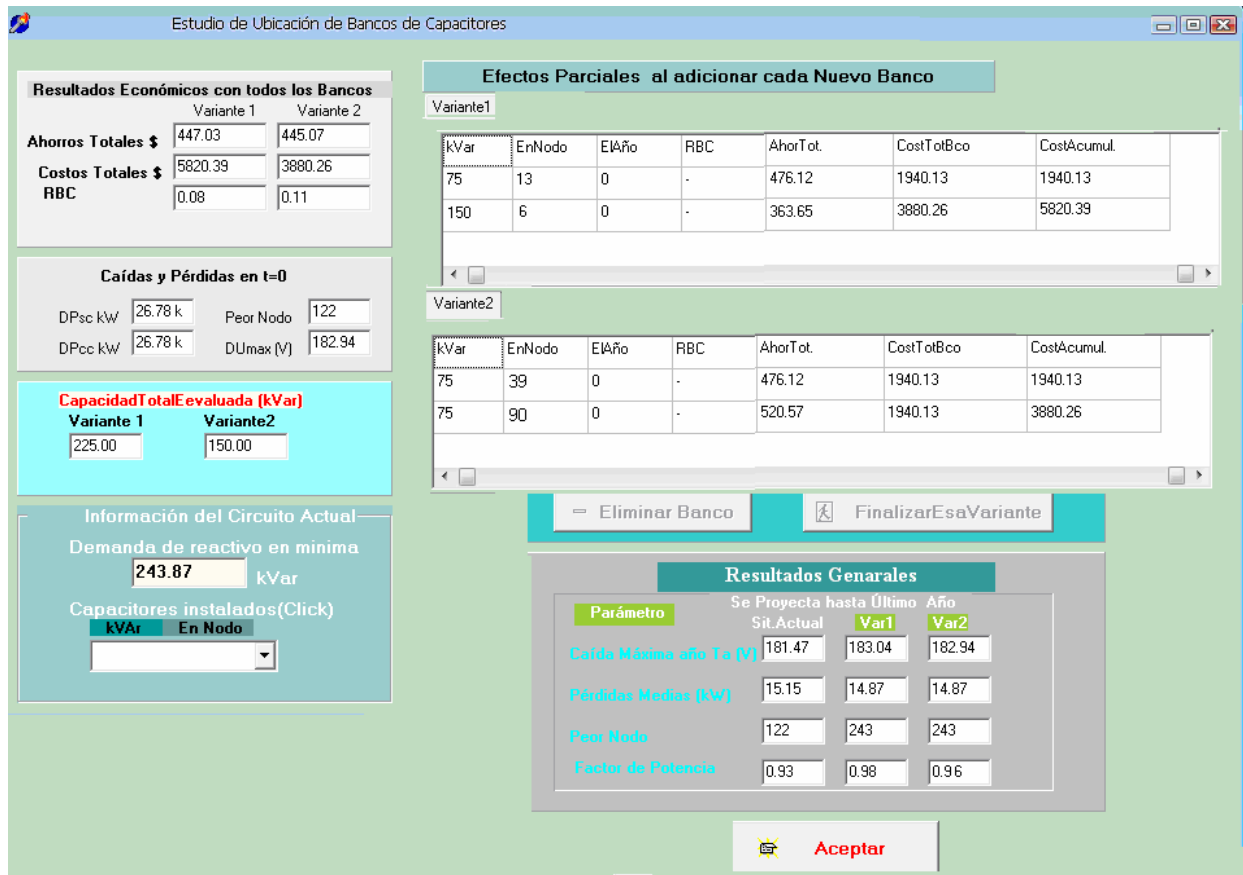 Estudio de Ubicación de Bancos de Capacitores
Resultados Económicos con todos los Bancos
Variante 1 Variante 2
Ahorros Totales $ 447.03 445.07
Costos Totales $ 5820.39 3880.26
RBC 0.08 0.11
Caídas y Pérdidas en t=0
DPsc kW 26.78 k Peor Nodo 122
DPcc kW 26.78 k DUmax (V) 182.94
CapacidadTotalEevaluada (kVar)
Variante 1 Variante2
225.00 150.00
Información del Circuito Actual
Demanda de reactivo en minima
243.87 kVar
Capacitores instalados(Click)
kVAr En Nodo
Efectos Parciales al adicionar cada Nuevo Banco
Variante1
kVar EnNodo ElAño RBC AhorTot. CostTotBco CostAcumul.
75 13 0 - 476.12 1940.13 1940.13
150 6 0 - 363.65 3880.26 5820.39
Variante2
kVar EnNodo ElAño RBC AhorTot. CostTotBco CostAcumul.
75 39 0 - 476.12 1940.13 1940.13
75 90 0 - 520.57 1940.13 3880.26
Eliminar Banco FinalizarEsaVariante
Resultados Genarales
Se Proyecta hasta Último Año
Parámetro Sit.Actual Var1 Var2
Caída Máxima año Ta (V) 181.47 183.04 182.94
Pérdidas Medias (kW) 15.15 14.87 14.87
Peor Nodo 122 243 243
Factor de Potencia 0.93 0.98 0.96
Aceptar